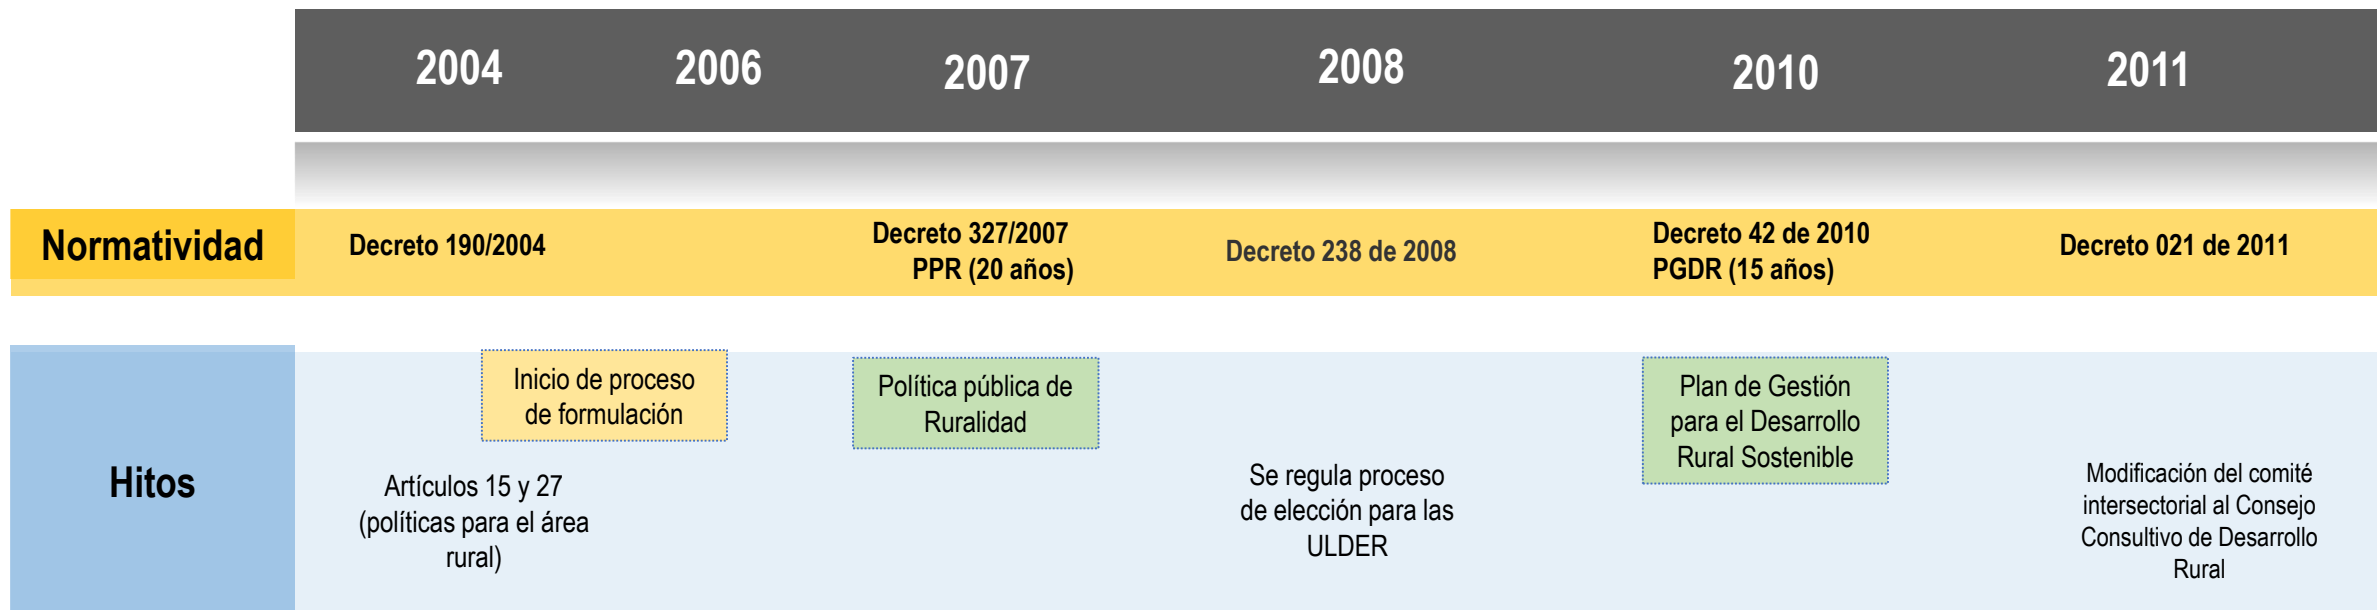 2004
2006
2007
2008
2010
2011
Normatividad
Decreto 190/2004
Decreto 327/2007
PPR (20 años)
Decreto 238 de 2008
Decreto 42 de 2010
PGDR (15 años)
Decreto 021 de 2011
Hitos
Inicio de proceso
de formulación
Artículos 15 y 27
(políticas para el área
rural)
Política pública de
Ruralidad
Se regula proceso
de elección para las
ULDER
Plan de Gestión
para el Desarrollo
Rural Sostenible
Modificación del comité
intersectorial al Consejo
Consultivo de Desarrollo
Rural